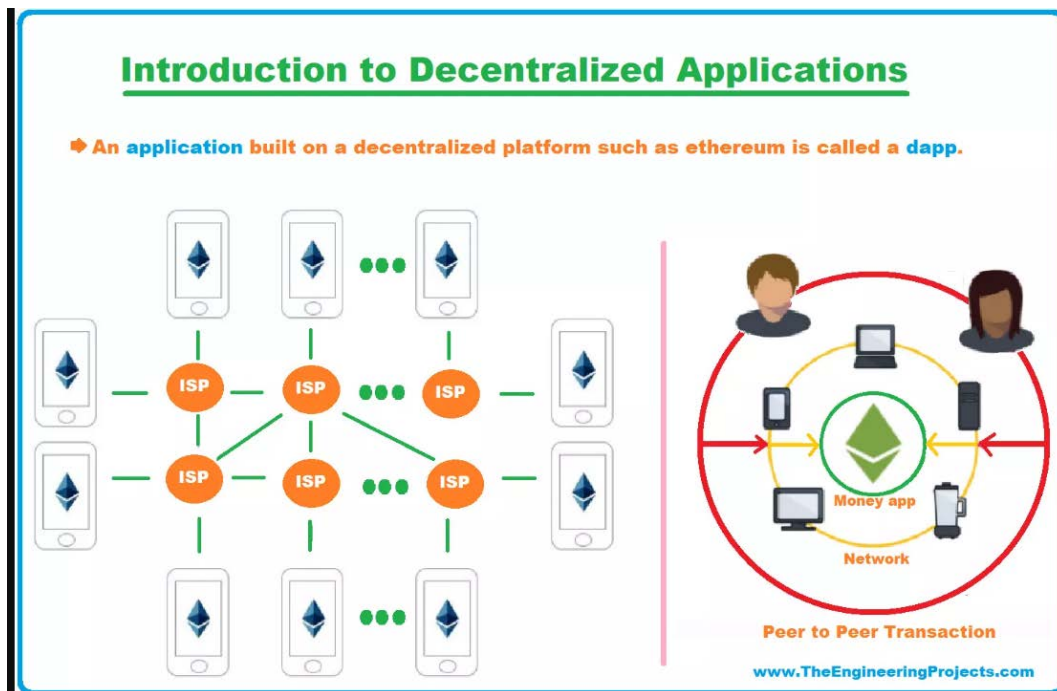 Introduction to Decentralized Applications
An application built on a decentralized platform such as ethereum is called a dapp.
ISP
ISP
ISP
ISP
ISP
ISP
Money app
Network
Peer to Peer Transaction
www.TheEngineeringProjects.com